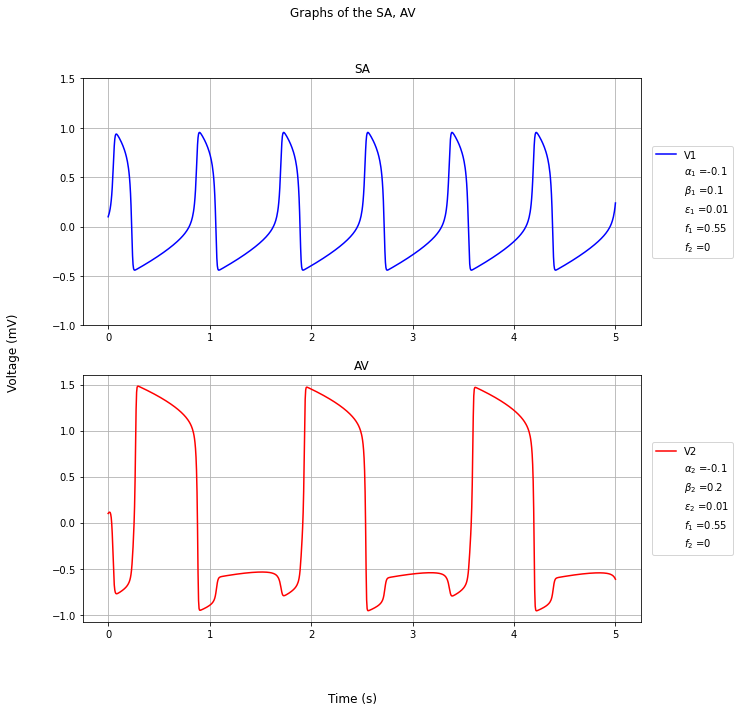 Graphs of the SA, AV
SA
1.5
1.0
0.5
0.0
−0.5
−1.0
0 1 2 3 4 5
V1
α₁ =-0.1
β₁ =0.1
ε₁ =0.01
f₁ =0.55
f₂ =0
Voltage (mV)
AV
1.5
1.0
0.5
0.0
−0.5
−1.0
0 1 2 3 4 5
V2
α₂ =-0.1
β₂ =0.2
ε₂ =0.01
f₁ =0.55
f₂ =0
Time (s)